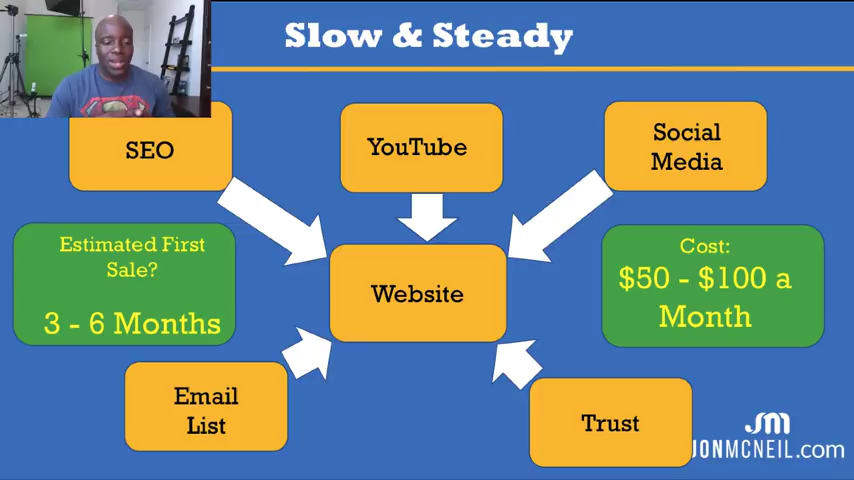 Slow & Steady
SEO
YouTube
Social
Media
Estimated First
Sale?
3 - 6 Months
Website
Cost:
$50 - $100 a
Month
Email
List
Trust
JM
JONMCNEIL.com